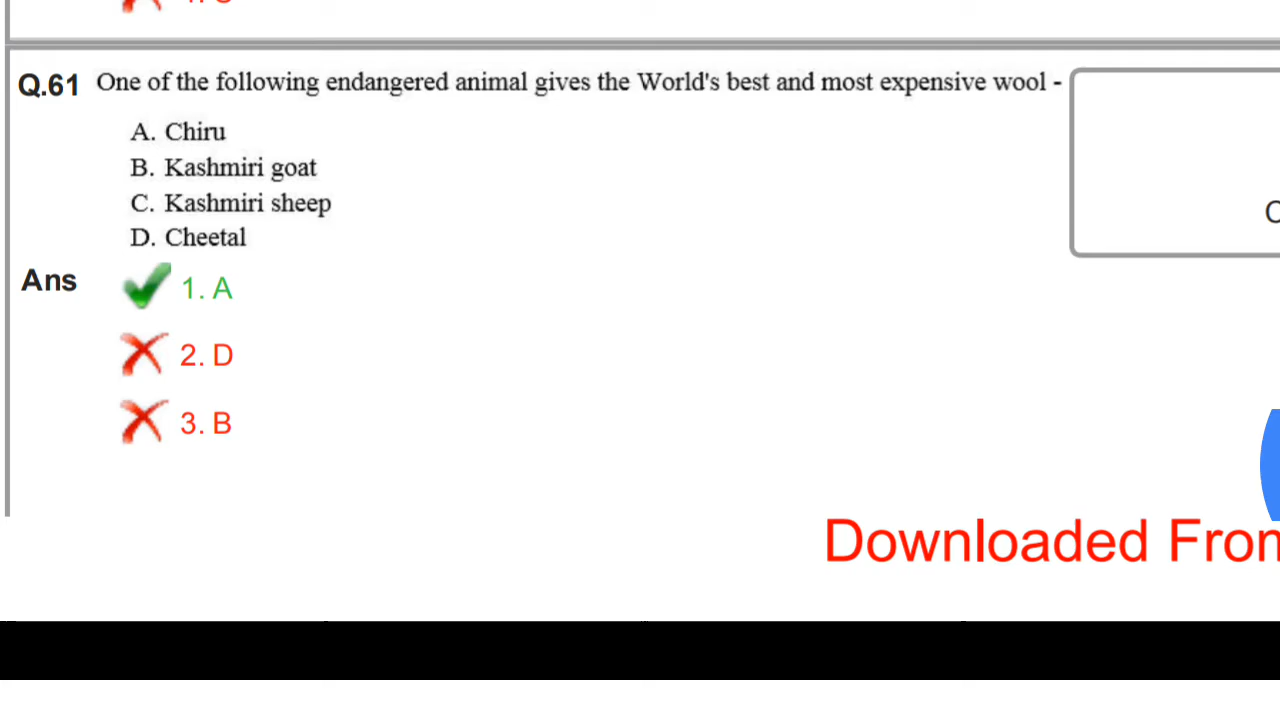 Q.61 One of the following endangered animal gives the World's best and most expensive wool -
A. Chiru
B. Kashmiri goat
C. Kashmiri sheep
D. Cheetal
Ans 1. A
2. D
3. B
Downloaded From